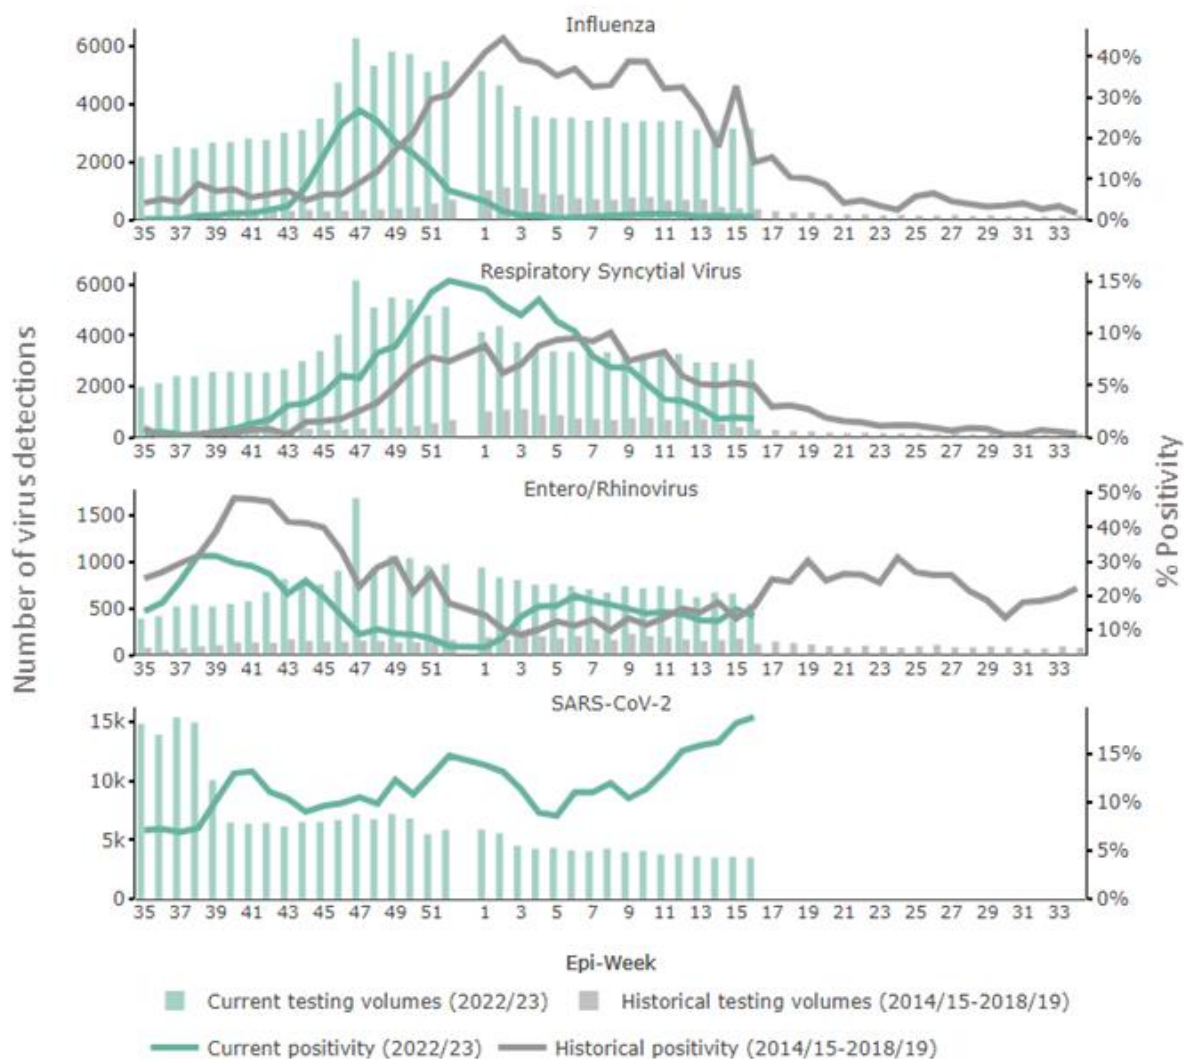 Influenza
6000
4000
2000
0
40%
30%
20%
10%
0%
35 37 39 41 43 45 47 49 51 1 3 5 7 9 11 13 15 17 19 21 23 25 27 29 31 33
Respiratory Syncytial Virus
6000
4000
2000
0
15%
10%
5%
0%
35 37 39 41 43 45 47 49 51 1 3 5 7 9 11 13 15 17 19 21 23 25 27 29 31 33
Number of virus detections
% Positivity
Entero/Rhinovirus
1500
1000
500
0
50%
40%
30%
20%
10%
35 37 39 41 43 45 47 49 51 1 3 5 7 9 11 13 15 17 19 21 23 25 27 29 31 33
SARS-CoV-2
15k
10k
5k
0
15%
10%
5%
0%
35 37 39 41 43 45 47 49 51 1 3 5 7 9 11 13 15 17 19 21 23 25 27 29 31 33
Epi-Week
Current testing volumes (2022/23) Historical testing volumes (2014/15-2018/19)
Current positivity (2022/23) Historical positivity (2014/15-2018/19)